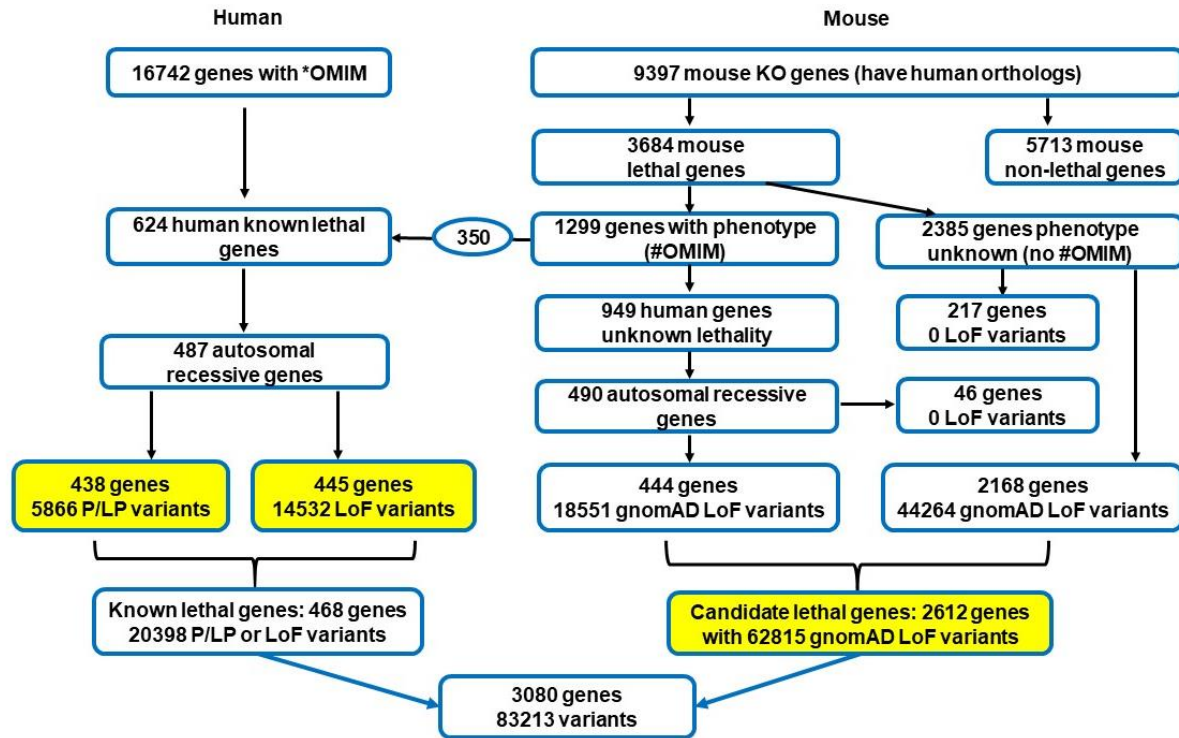 Human
Mouse
16742 genes with *OMIM
9397 mouse KO genes (have human orthologs)
3684 mouse
lethal genes
5713 mouse
non-lethal genes
624 human known lethal
genes
350
1299 genes with phenotype
(#OMIM)
2385 genes phenotype
unknown (no #OMIM)
949 human genes
unknown lethality
217 genes
0 LoF variants
487 autosomal
recessive genes
490 autosomal recessive
genes
46 genes
0 LoF variants
438 genes
5866 P/LP variants
445 genes
14532 LoF variants
444 genes
18551 gnomAD LoF variants
2168 genes
44264 gnomAD LoF variants
Known lethal genes: 468 genes
20398 P/LP or LoF variants
Candidate lethal genes: 2612 genes
with 62815 gnomAD LoF variants
3080 genes
83213 variants